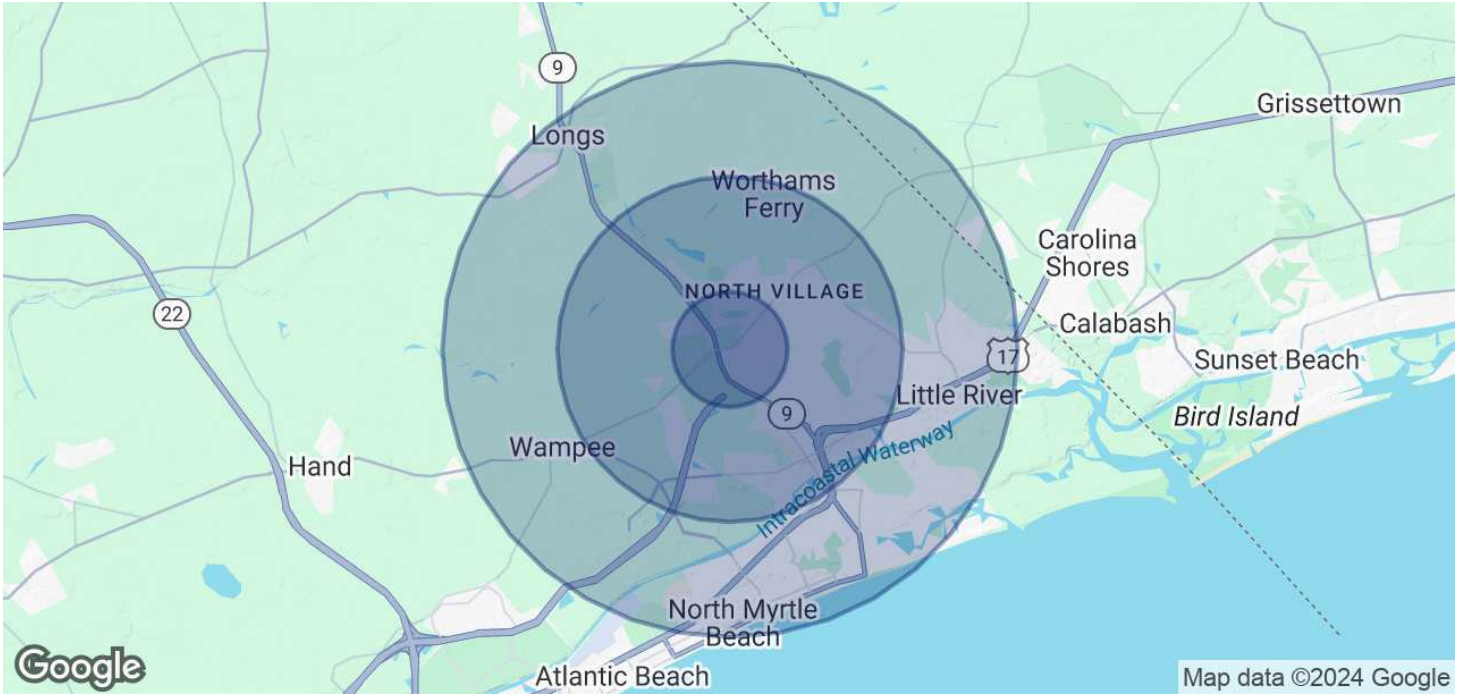 9
Grissettown
Longs
Worthams
Ferry
Carolina
Shores
NORTH VILLAGE
22
Calabash
17
Sunset Beach
Little River
9
Bird Island
Wampee
Hand
Intracoastal Waterway
North Myrtle
Beach
Atlantic Beach
Google
Map data ©2024 Google